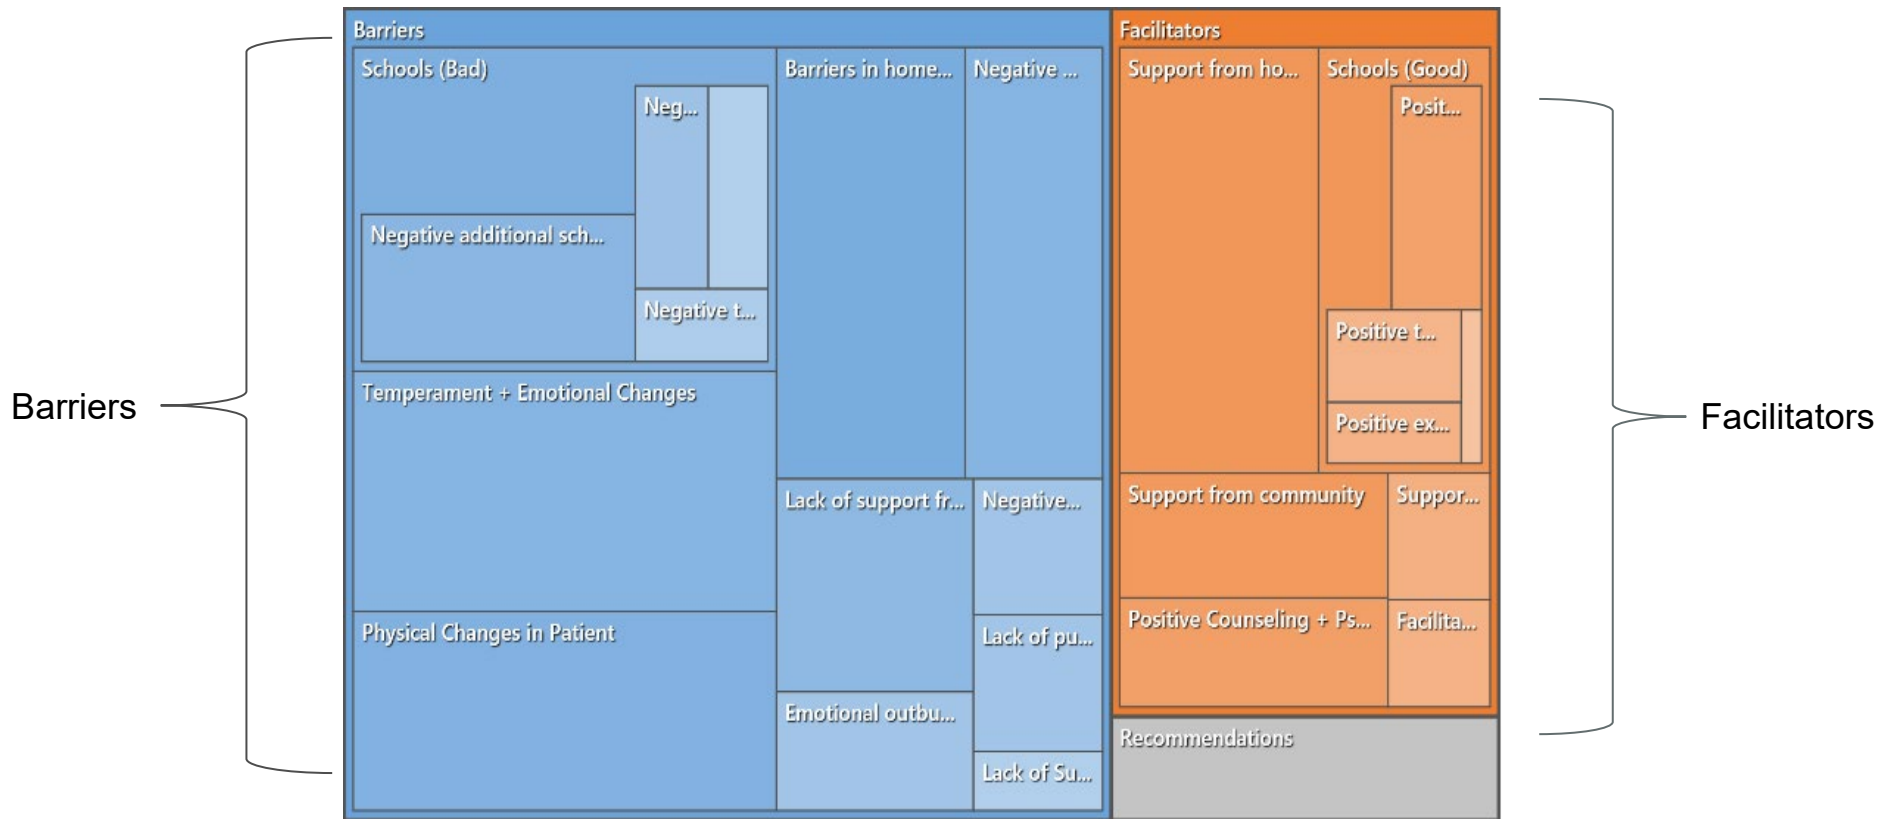 Barriers
Barriers
Schools (Bad)
Neg...
Negative additional sch...
Negative t...
Temperament + Emotional Changes
Physical Changes in Patient
Barriers in home...
Negative ...
Lack of support fr...
Negative...
Lack of pu...
Emotional outbu...
Lack of Su...
Facilitators
Support from ho...
Schools (Good)
Posit...
Positive t...
Positive ex...
Support from community
Suppor...
Positive Counseling + Ps...
Facilita...
Recommendations
Facilitators